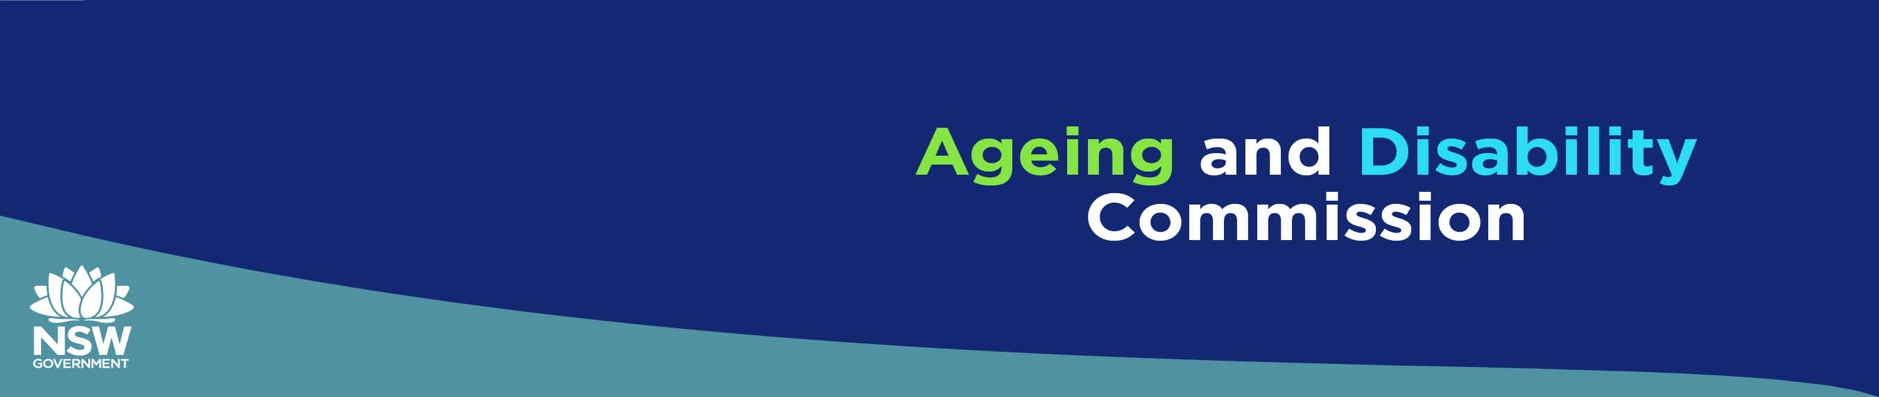 Ageing and Disability
Commission
NSW
GOVERNMENT